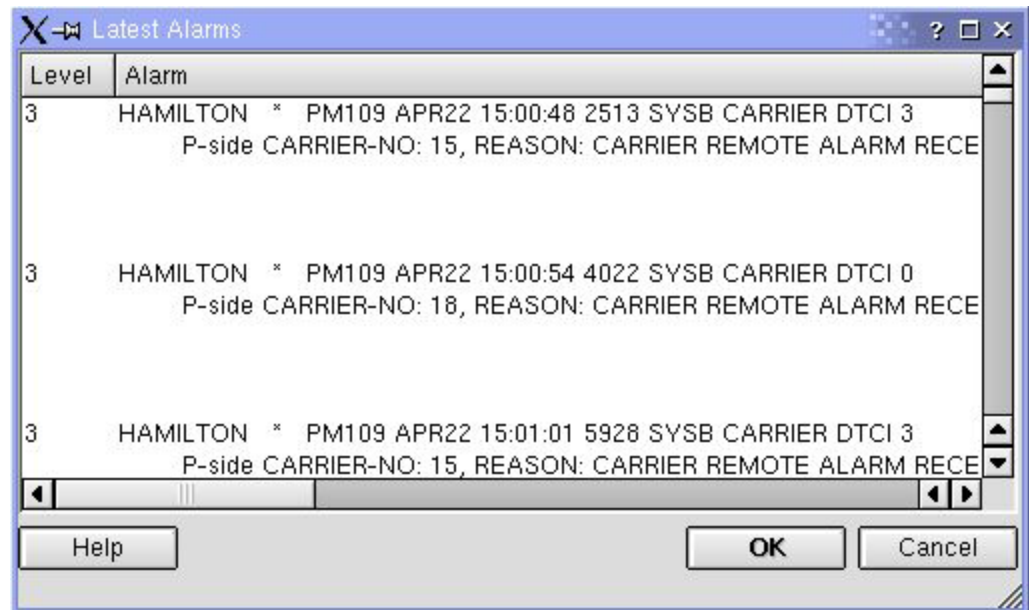 Latest Alarms
Level Alarm
3 HAMILTON * PM109 APR22 15:00:48 2513 SYSB CARRIER DTCI 3
P-side CARRIER-NO: 15, REASON: CARRIER REMOTE ALARM RECE
3 HAMILTON * PM109 APR22 15:00:54 4022 SYSB CARRIER DTCI 0
P-side CARRIER-NO: 18, REASON: CARRIER REMOTE ALARM RECE
3 HAMILTON * PM109 APR22 15:01:01 5928 SYSB CARRIER DTCI 3
P-side CARRIER-NO: 15, REASON: CARRIER REMOTE ALARM RECE
Help OK Cancel